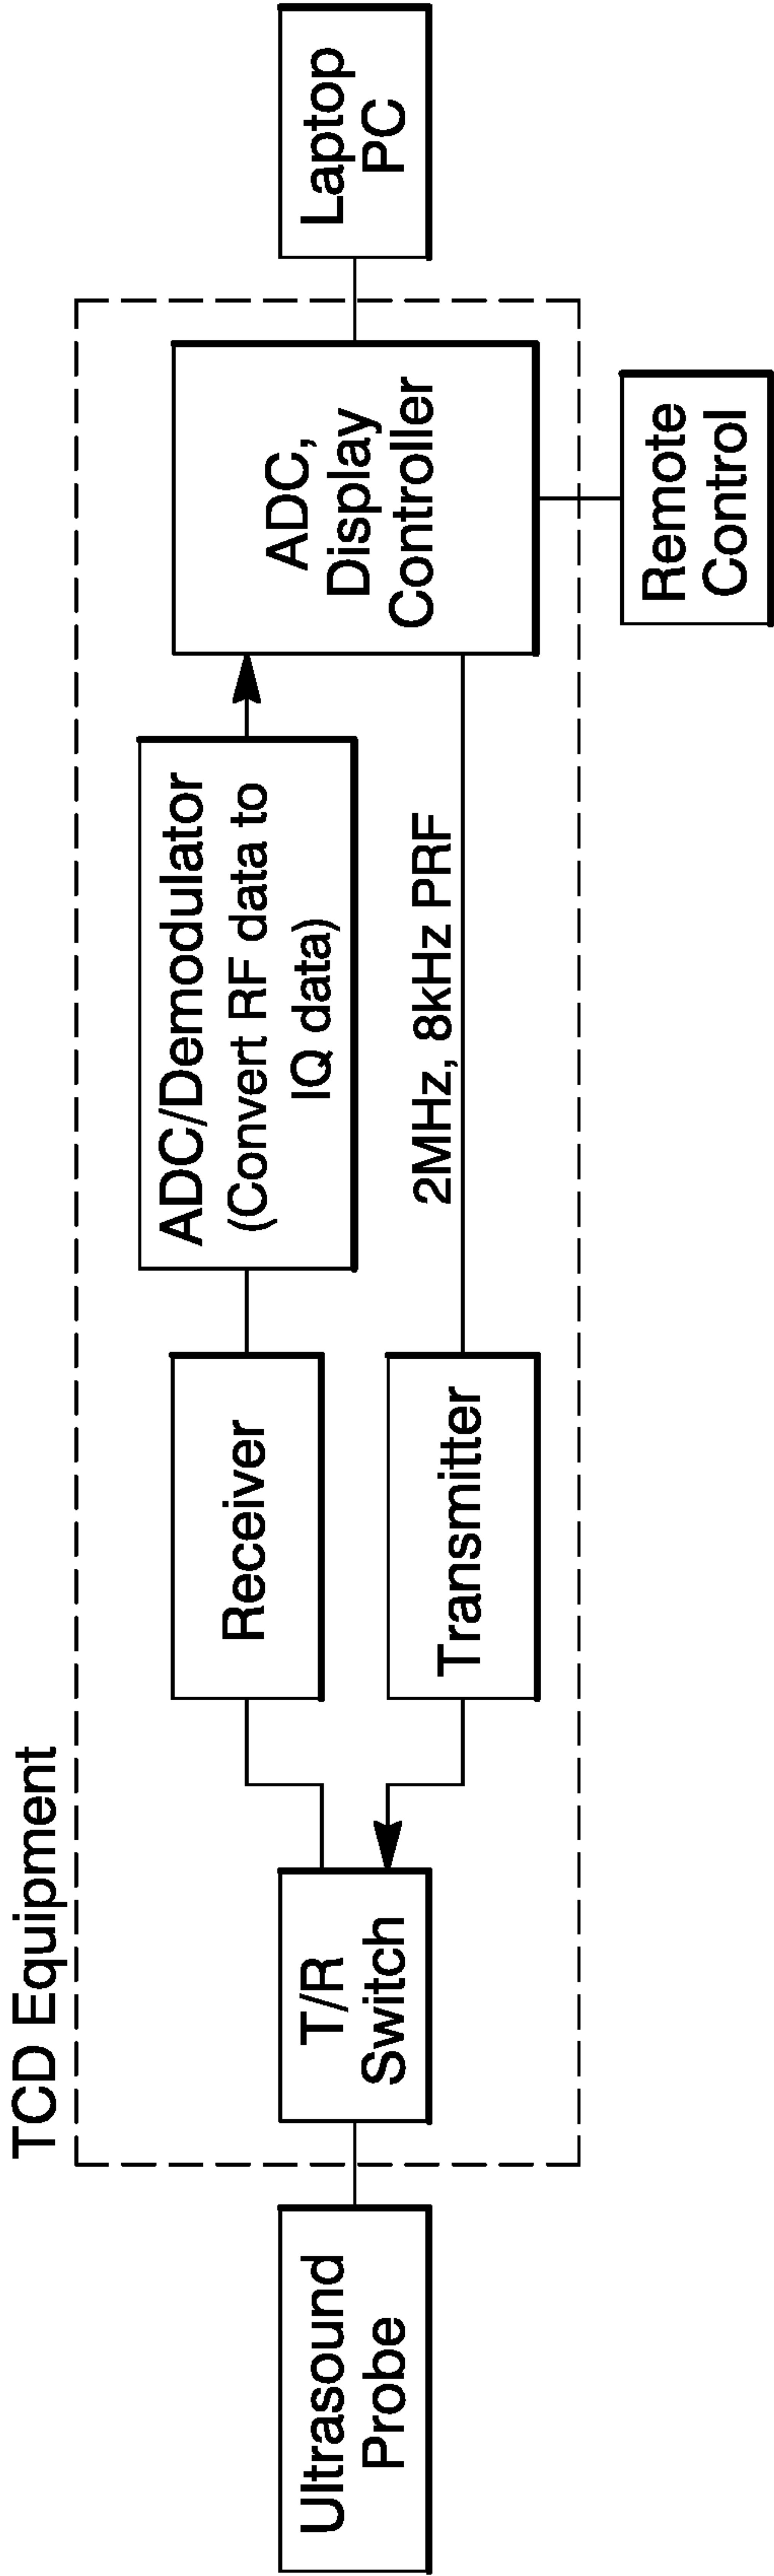 TCD Equipment
Ultrasound
Probe
T/R
Switch
Receiver
Transmitter
ADC/Demodulator
(Convert RF data to
IQ data)
2MHz, 8kHz PRF
ADC,
Display
Controller
Laptop
PC
Remote
Control